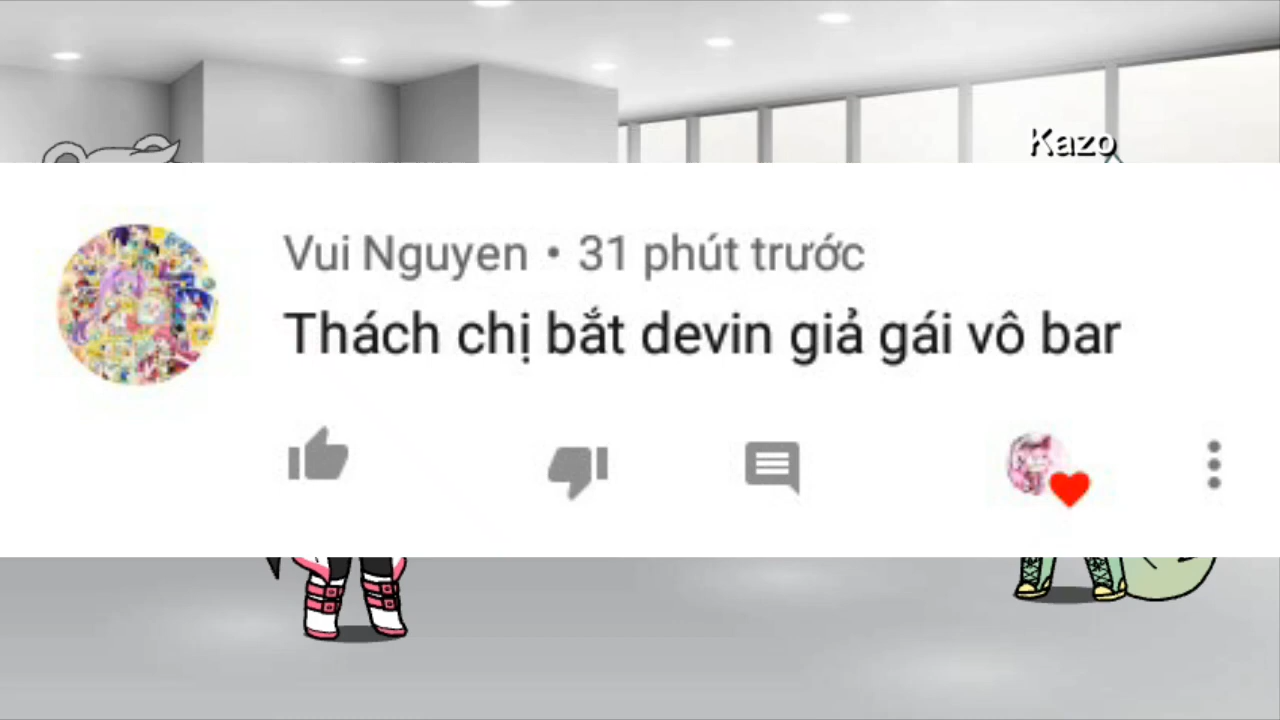 Kazo
Vui Nguyen • 31 phút trước
Thách chị bắt devin giả gái vô bar